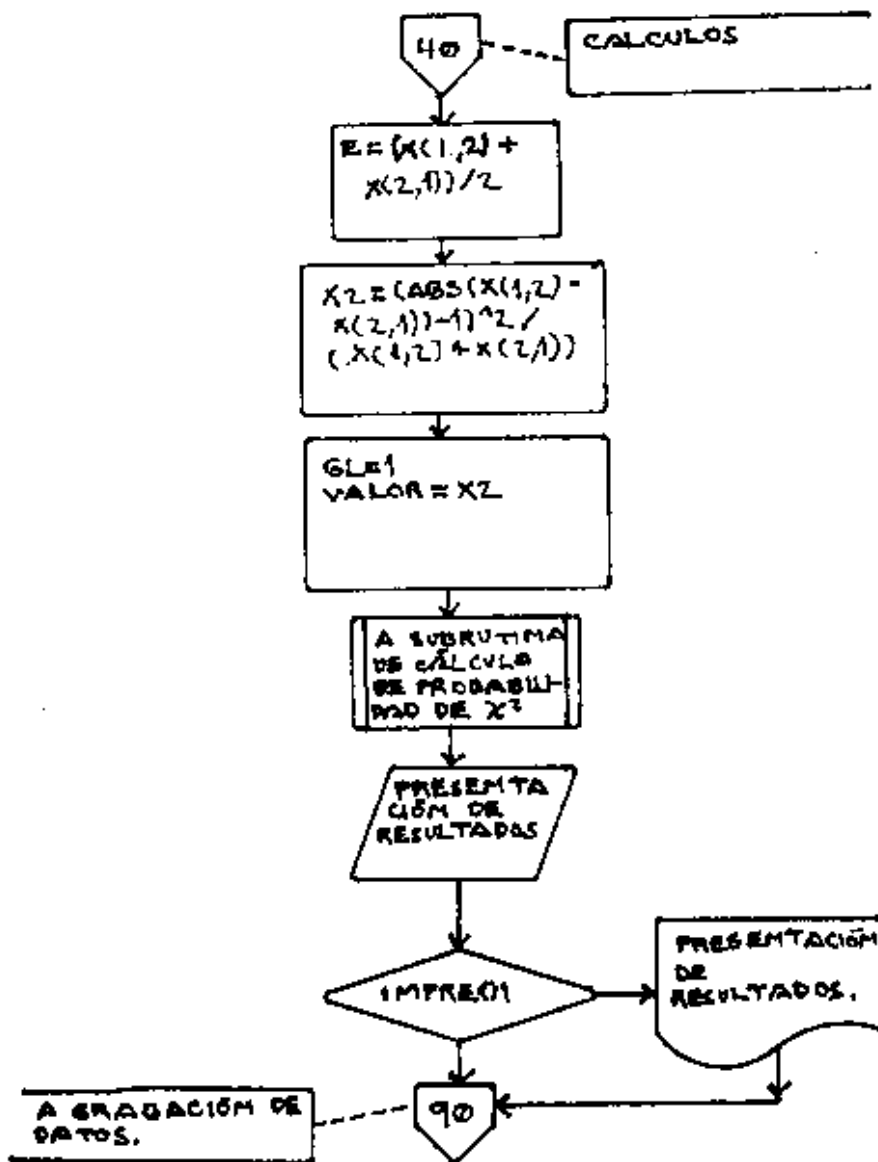 40
CALCULOS
E=(X(1,2)+
X(2,1))/2
X2=(ABS(X(1,2)-
X(2,1))-1)^2/
(X(1,2)+X(2,1))
GL=1
VALOR=X2
A SUBRUTINA
DE CÁLCULO
DE PROBABILI-
DAD DE X²
PRESENTA
CIÓN DE
RESULTADOS
PRESENTACIÓN
DE
RESULTADOS.
A GRABACIÓN DE
DATOS.
90